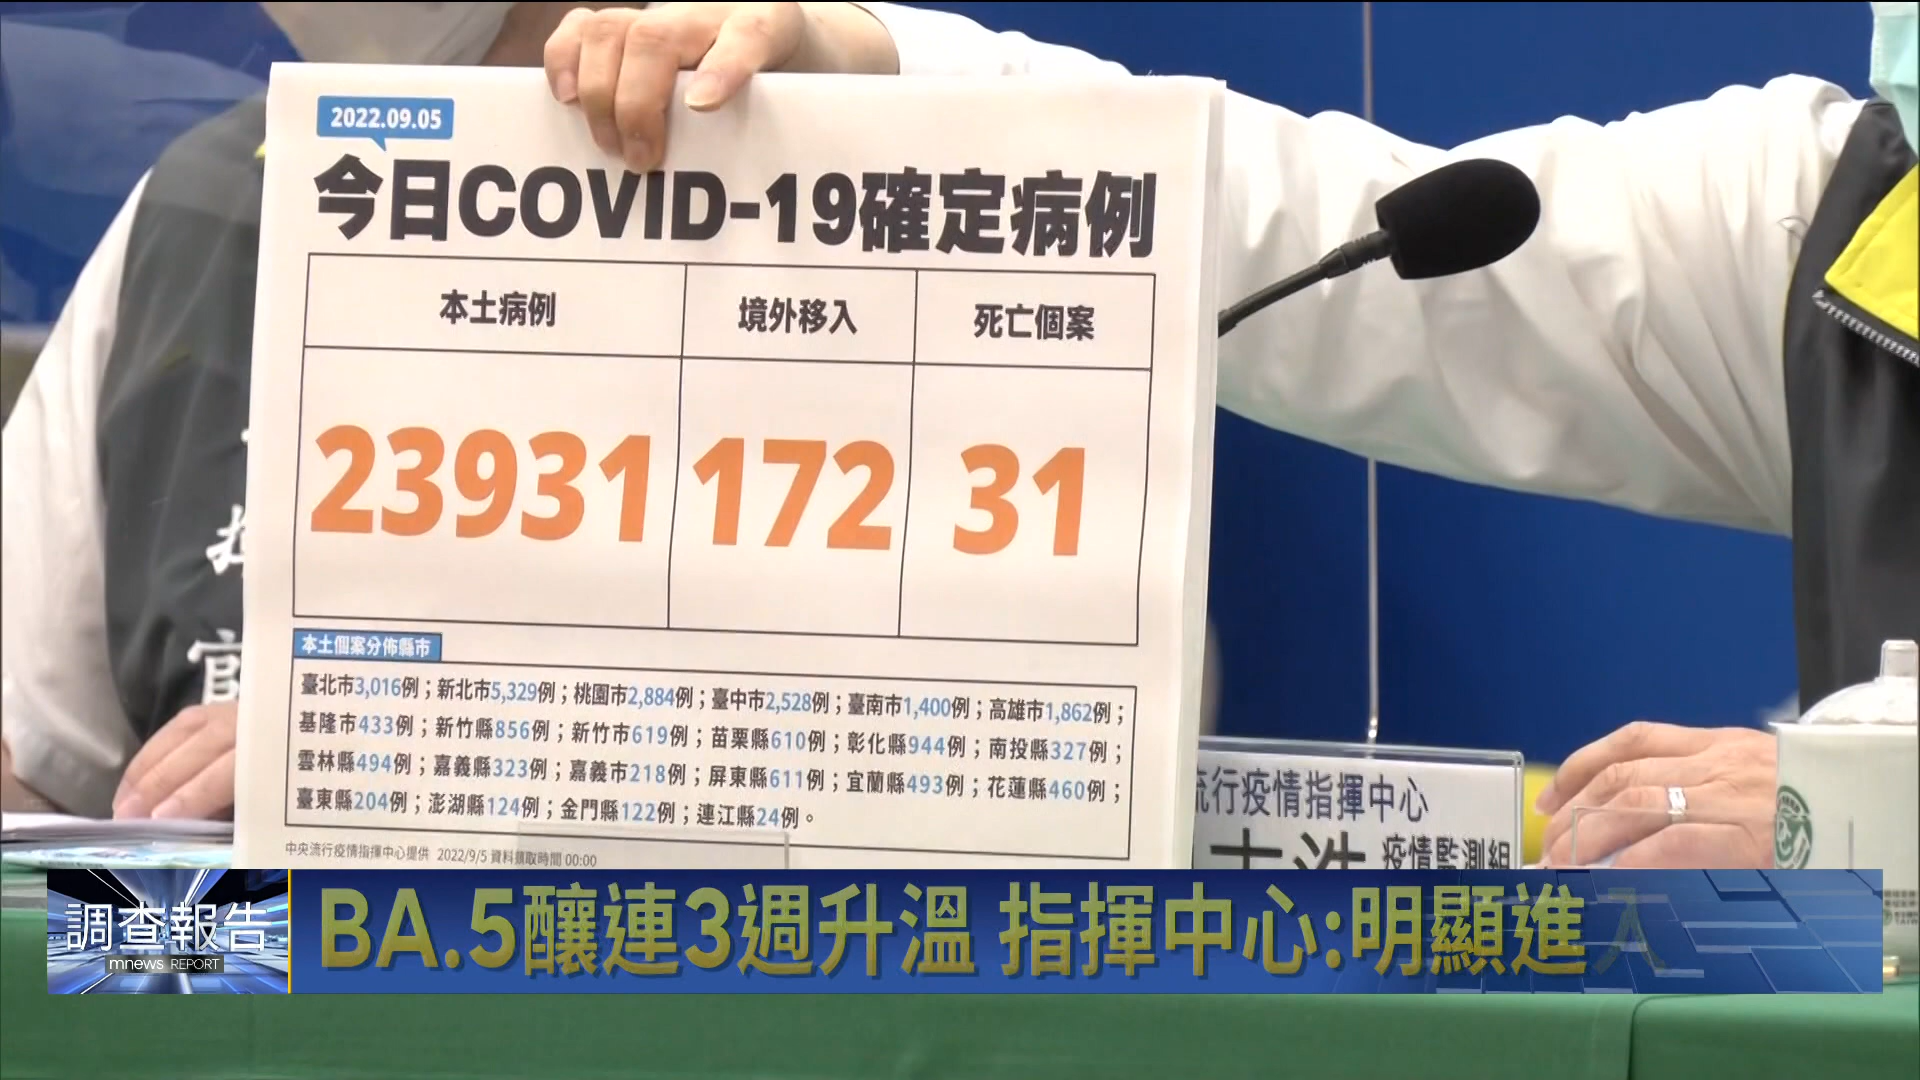 2022.09.05
今日COVID-19確定病例
本土病例 境外移入 死亡個案
23931 172 31
本土個案分佈縣市
臺北市3,016例；新北市5,329例；桃園市2,884例；臺中市2,528例；臺南市1,400例；高雄市1,862例；
基隆市433例；新竹縣856例；新竹市619例；苗栗縣610例；彰化縣944例；南投縣327例；
雲林縣494例；嘉義縣323例；嘉義市218例；屏東縣611例；宜蘭縣493例；花蓮縣460例；
臺東縣204例；澎湖縣124例；金門縣122例；連江縣24例。
中央流行疫情指揮中心提供 2022/9/5 資料擷取時間 00:00
流行疫情指揮中心
疫情監測組
揮
官
調查報告
mnews REPORT
BA.5釀連3週升溫 指揮中心:明顯進入